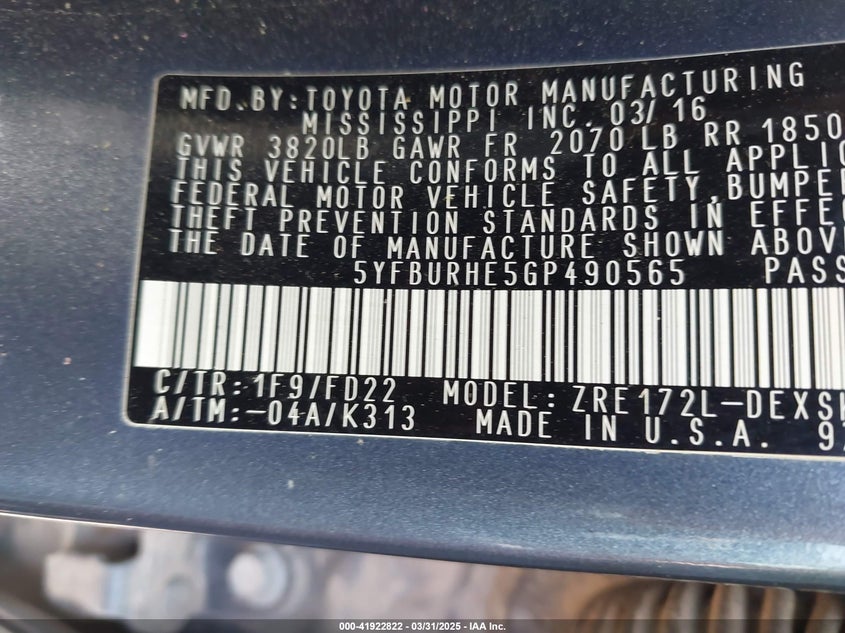 MFD. BY: TOYOTA MOTOR MANUFACTURING
MISSISSIPPI INC. 03/16
GVWR 3820LB GAWR FR 2070 LB RR 1850
THIS VEHICLE CONFORMS TO ALL APPLIC
FEDERAL MOTOR VEHICLE SAFETY, BUMPER
THEFT PREVENTION STANDARDS IN EFFEC
THE DATE OF MANUFACTURE SHOWN ABOVE
5YFBURHE5GP490565 PASS
C/TR: 1F9/FD22 MODEL: ZRE172L-DEXS
A/TM: -04A/K313 MADE IN U.S.A. 9
000-41922822 - 03/31/2025 - IAA Inc.